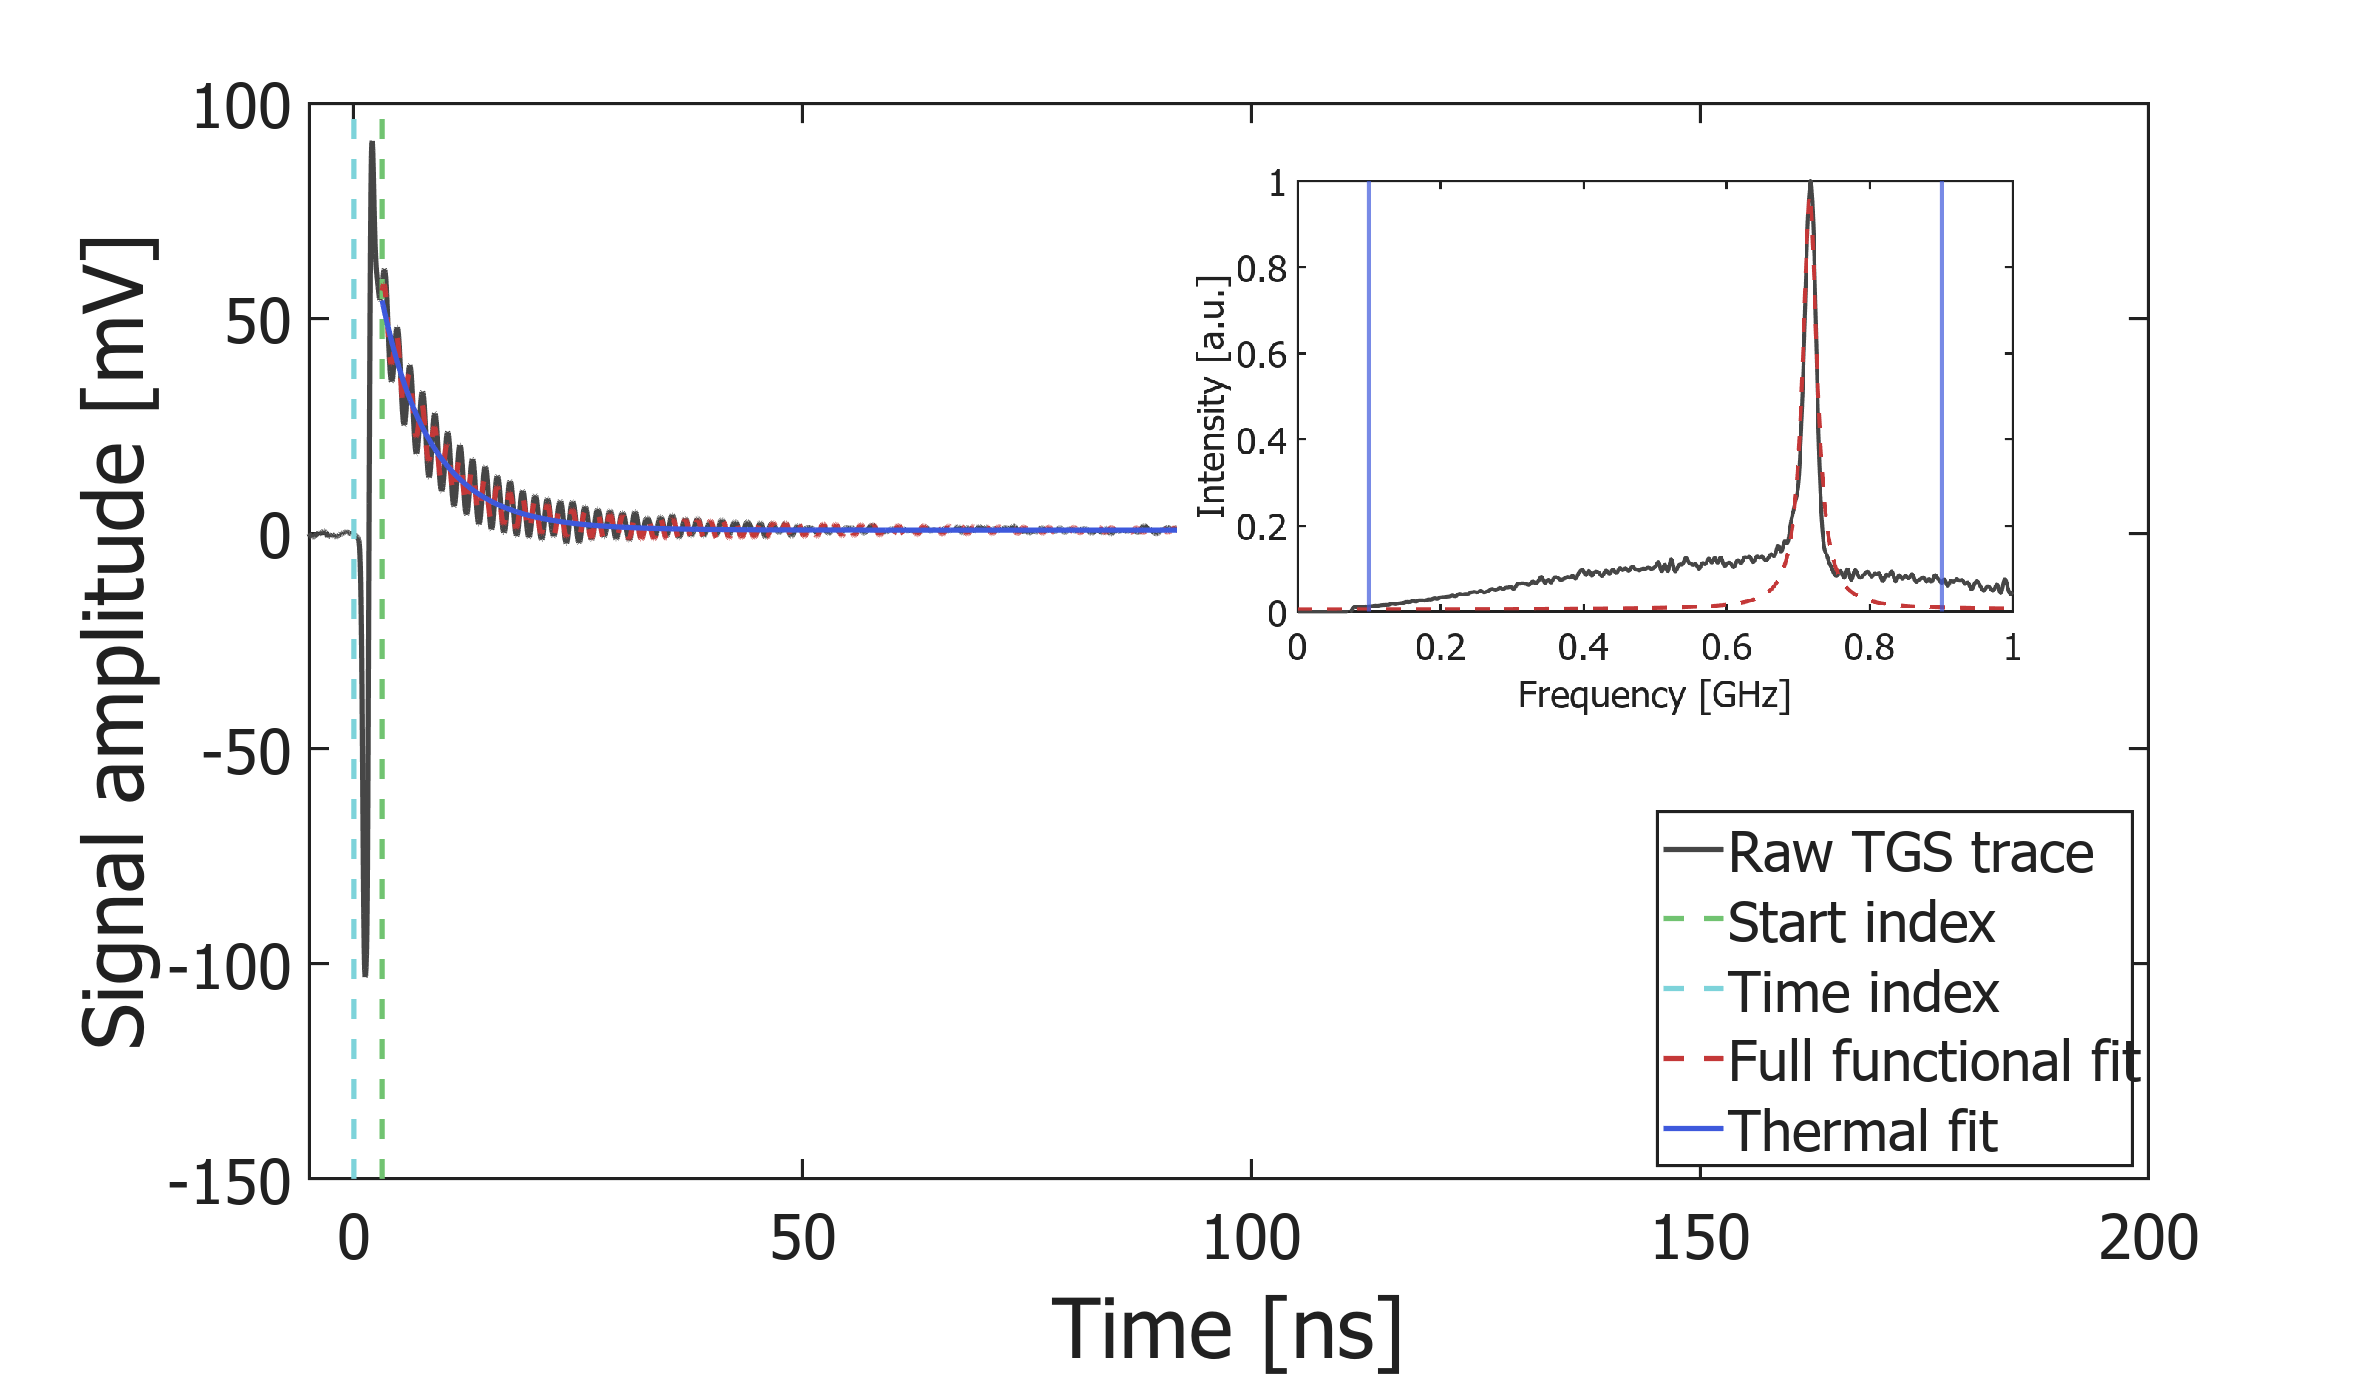 100
50
0
-50
-100
-150
Signal amplitude [mV]
0
50
100
150
200
Time [ns]
1
0.8
0.6
0.4
0.2
0
Intensity [a.u.]
0
0.2
0.4
0.6
0.8
1
Frequency [GHz]
Raw TGS trace
Start index
Time index
Full functional fit
Thermal fit